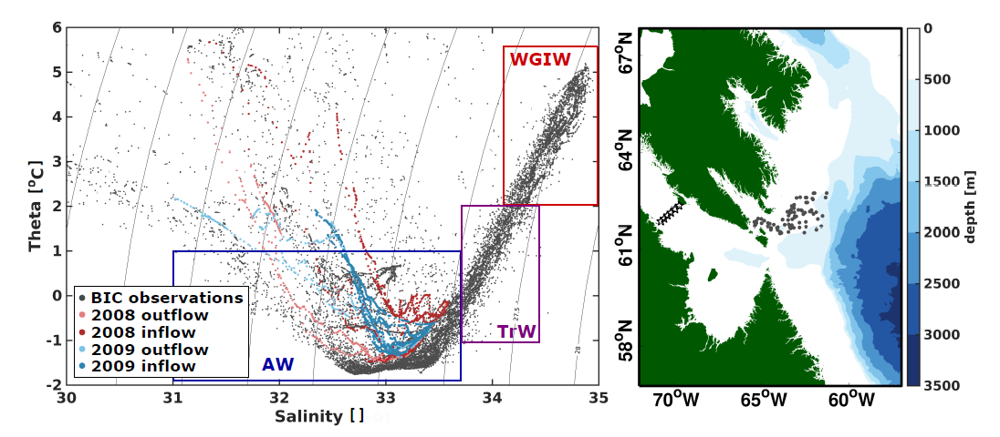 6
5
4
3
2
1
0
-1
-2
Theta [°C]
30
31
32
33
34
35
Salinity [ ]
WGIW
TrW
AW
27.5
28
BIC observations
2008 outflow
2008 inflow
2009 outflow
2009 inflow
67°N
64°N
61°N
58°N
70°W
65°W
60°W
0
500
1000
1500
2000
2500
3000
3500
depth [m]